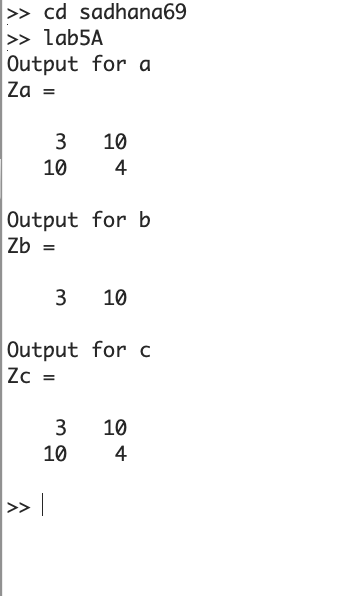 >> cd sadhana69
>> lab5A
Output for a
Za =
3 10
10 4
Output for b
Zb =
3 10
Output for c
Zc =
3 10
10 4
>>